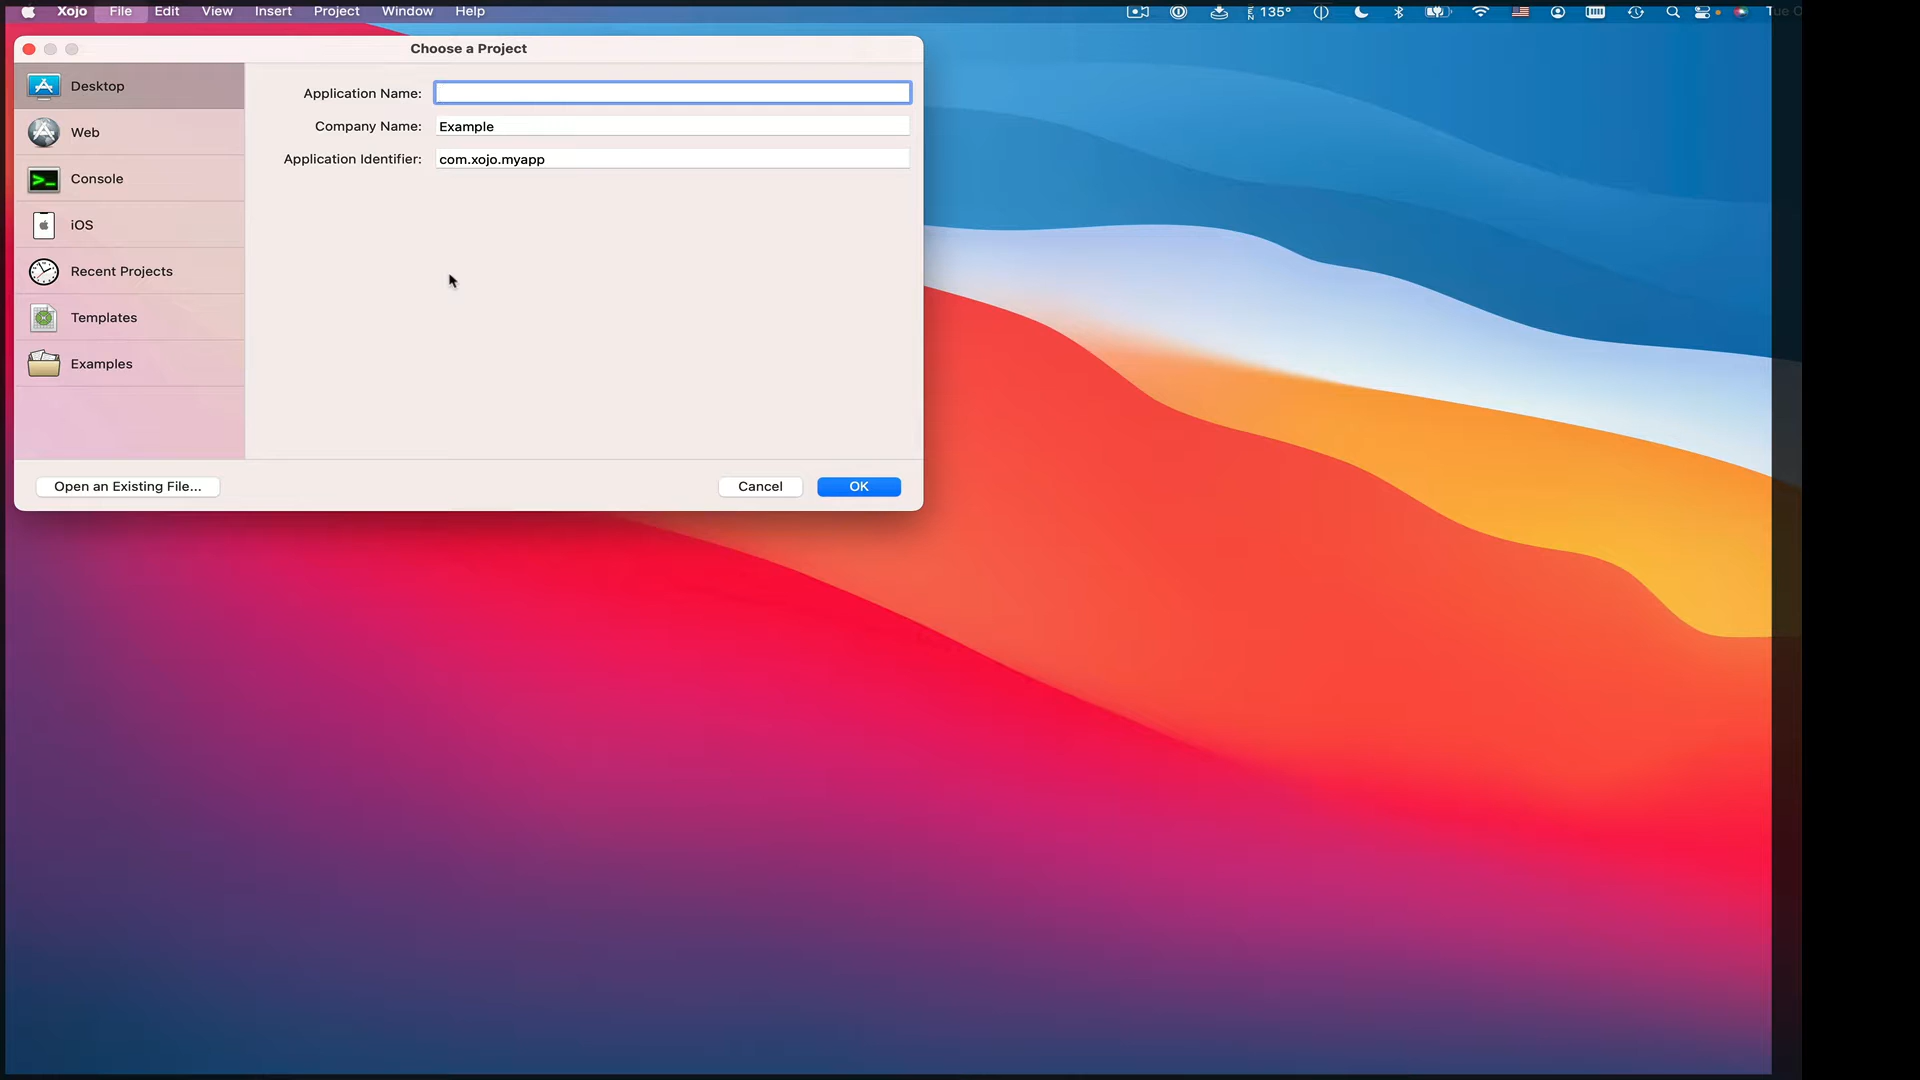 Xojo File Edit View Insert Project Window Help 135° Tue
Choose a Project
Desktop
Web
Console
iOS
Recent Projects
Templates
Examples
Application Name:
Company Name: Example
Application Identifier: com.xojo.myapp
Open an Existing File... Cancel OK